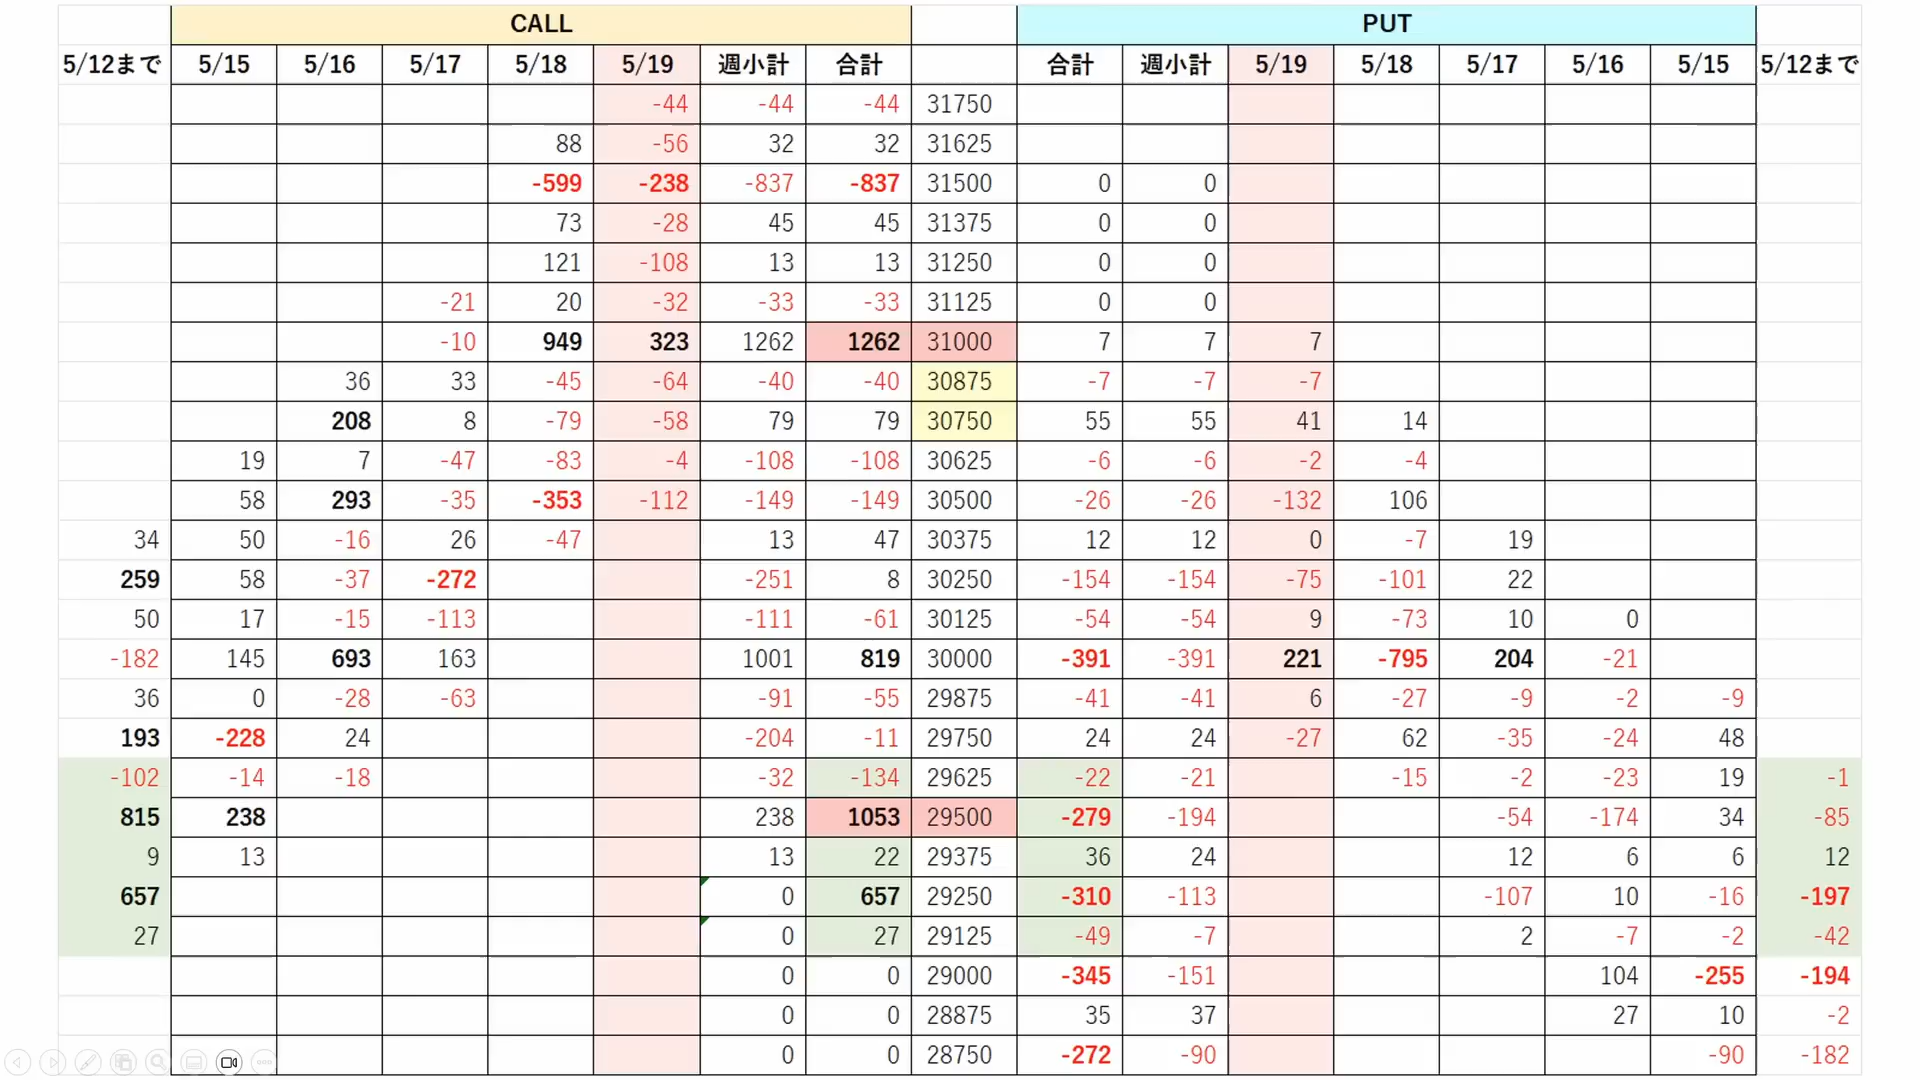 CALL PUT
5/12まで 5/15 5/16 5/17 5/18 5/19 週小計 合計 合計 週小計 5/19 5/18 5/17 5/16 5/15 5/12まで
-44 -44 -44 31750
88 -56 32 32 31625
-599 -238 -837 -837 31500 0 0
73 -28 45 45 31375 0 0
121 -108 13 13 31250 0 0
-21 20 -32 -33 -33 31125 0 0
-10 949 323 1262 1262 31000 7 7 7
36 33 -45 -64 -40 -40 30875 -7 -7 -7
208 8 -79 -58 79 79 30750 55 55 41 14
19 7 -47 -83 -4 -108 -108 30625 -6 -6 -2 -4
58 293 -35 -353 -112 -149 -149 30500 -26 -26 -132 106
34 50 -16 26 -47 13 47 30375 12 12 0 -7 19
259 58 -37 -272 -251 8 30250 -154 -154 -75 -101 22
50 17 -15 -113 -111 -61 30125 -54 -54 9 -73 10 0
-182 145 693 163 1001 819 30000 -391 -391 221 -795 204 -21
36 0 -28 -63 -91 -55 29875 -41 -41 6 -27 -9 -2 -9
193 -228 24 -204 -11 29750 24 24 -27 62 -35 -24 48
-102 -14 -18 -32 -134 29625 -22 -21 -15 -2 -23 19 -1
815 238 238 1053 29500 -279 -194 -54 -174 34 -85
9 13 13 22 29375 36 24 12 6 6 12
657 0 657 29250 -310 -113 -107 10 -16 -197
27 0 27 29125 -49 -7 2 -7 -2 -42
0 0 29000 -345 -151 104 -255 -194
0 0 28875 35 37 27 10 -2
0 0 28750 -272 -90 -90 -182